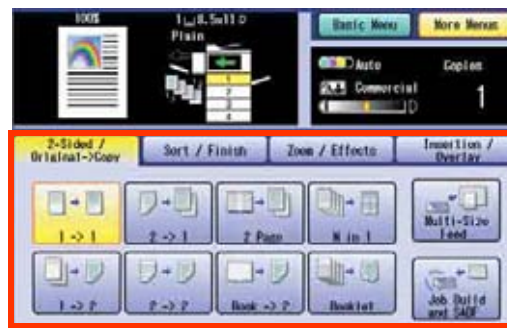 100%
1 8.5x11
Plain
1
2
3
4
Basic Menu
More Menus
Auto
Copies
Commercial
1
2-Sided /
Original->Copy
Sort / Finish
Zoom / Effects
Insertion /
Overlay
1 -> 1
2 -> 1
2 Page
N in 1
Multi-Size
Feed
1 -> 2
2 -> 2
Book -> 2
Booklet
Job Build
and SADF